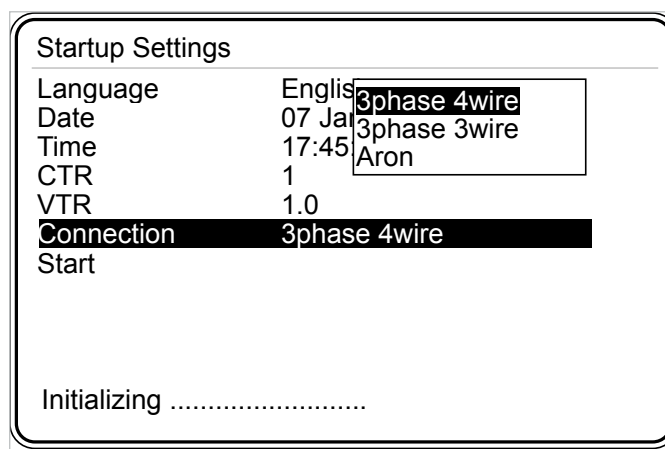 Startup Settings
Language Englis
3phase 4wire
Date 07 Jan
3phase 3wire
Time 17:45:
Aron
CTR 1
VTR 1.0
Connection 3phase 4wire
Start
Initializing ..........................